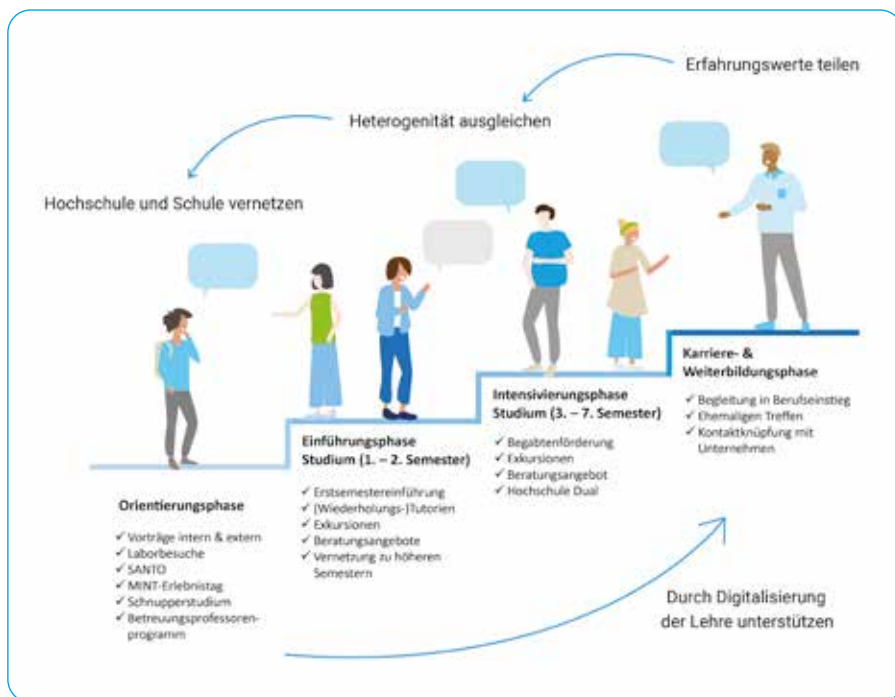 Erfahrungswerte teilen
Heterogenität ausgleichen
Hochschule und Schule vernetzen
Orientierungsphase
✓ Vorträge intern & extern
✓ Laborbesuche
✓ SANTO
✓ MINT-Erlebnistag
✓ Schnupperstudium
✓ Betreuungsprofessoren-
programm
Einführungsphase
Studium (1. – 2. Semester)
✓ Erstsemestereinführung
✓ (Wiederholungs-)Tutorien
✓ Exkursionen
✓ Beratungsangebote
✓ Vernetzung zu höheren
Semestern
Intensivierungsphase
Studium (3. – 7. Semester)
✓ Begabtenförderung
✓ Exkursionen
✓ Beratungsangebot
✓ Hochschule Dual
Karriere- &
Weiterbildungsphase
✓ Begleitung in Berufseinstieg
✓ Ehemaligen Treffen
✓ Kontaktknüpfung mit
Unternehmen
Durch Digitalisierung
der Lehre unterstützen